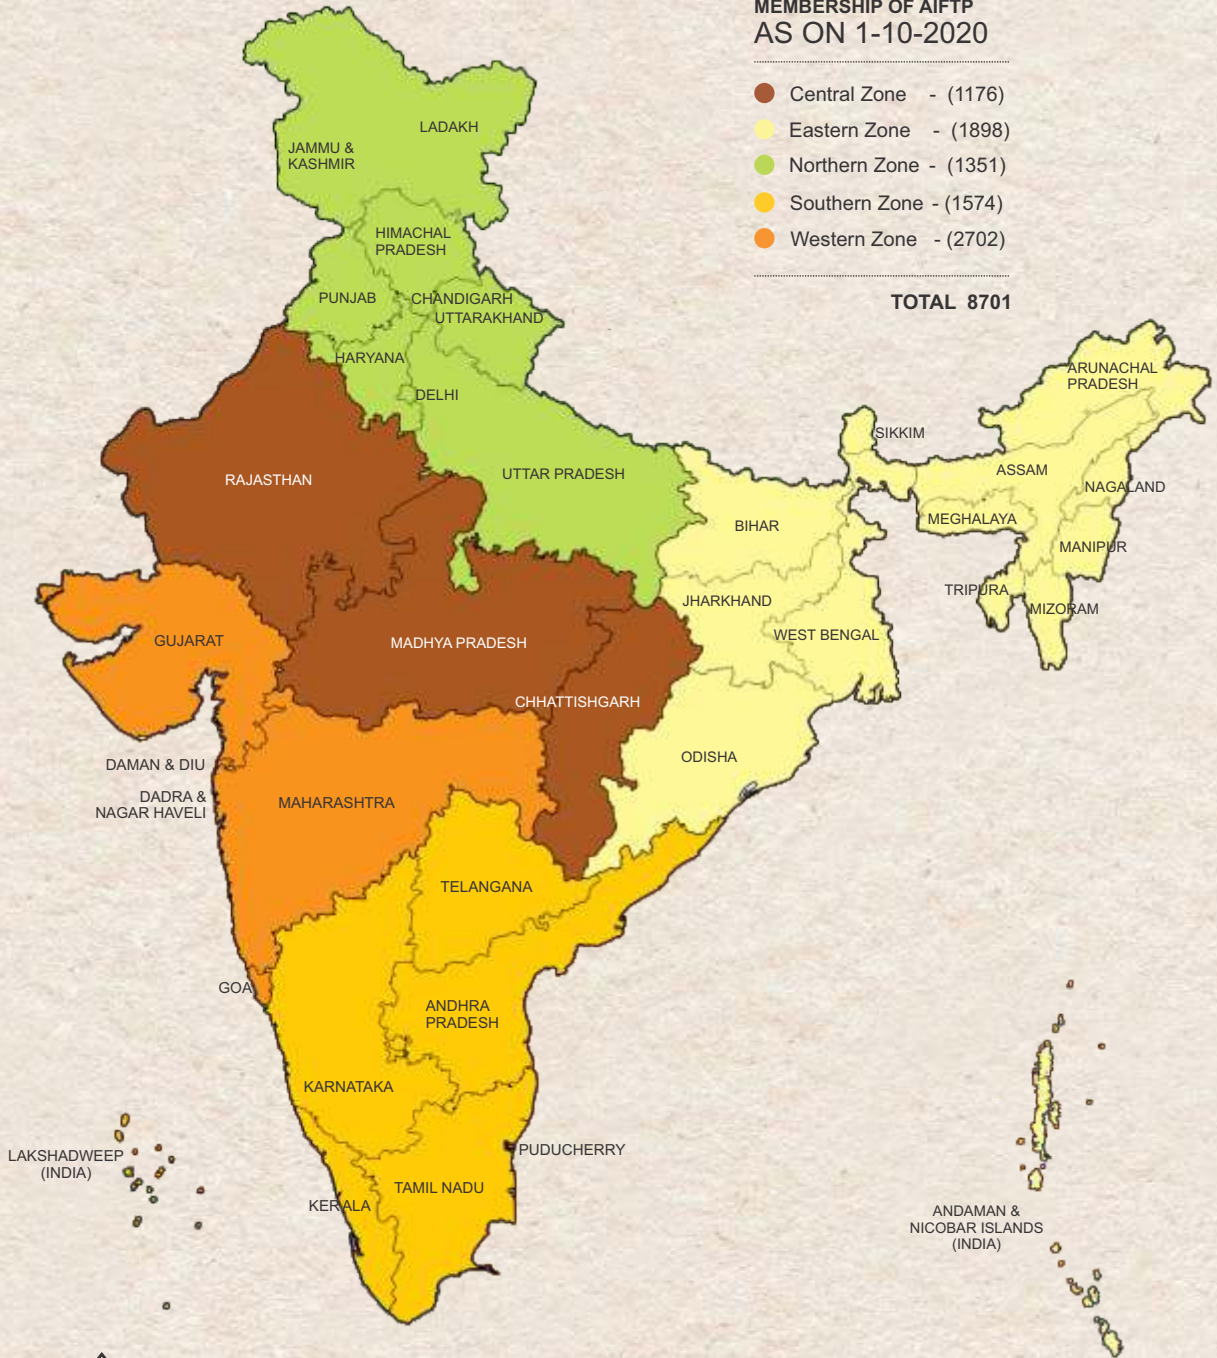 MEMBERSHIP OF AIFTP
AS ON 1-10-2020
Central Zone - (1176)
Eastern Zone - (1898)
Northern Zone - (1351)
Southern Zone - (1574)
Western Zone - (2702)
TOTAL 8701
LADAKH
JAMMU &
KASHMIR
HIMACHAL
PRADESH
PUNJAB
CHANDIGARH
UTTARAKHAND
HARYANA
DELHI
ARUNACHAL
PRADESH
SIKKIM
RAJASTHAN
UTTAR PRADESH
ASSAM
NAGALAND
BIHAR
MEGHALAYA
MANIPUR
TRIPURA
MIZORAM
JHARKHAND
WEST BENGAL
GUJARAT
MADHYA PRADESH
CHHATTISHGARH
ODISHA
DAMAN & DIU
DADRA &
NAGAR HAVELI
MAHARASHTRA
TELANGANA
GOA
ANDHRA
PRADESH
KARNATAKA
LAKSHADWEEP
(INDIA)
PUDUCHERRY
KERALA
TAMIL NADU
ANDAMAN &
NICOBAR ISLANDS
(INDIA)